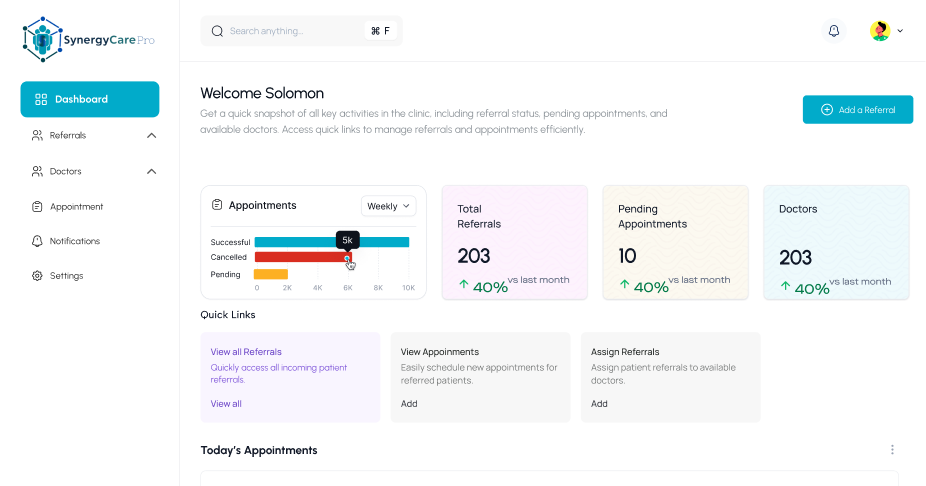 SynergyCare Pro
Search anything...
⌘ F
Dashboard
Referrals
Doctors
Appointment
Notifications
Settings
Welcome Solomon
Get a quick snapshot of all key activities in the clinic, including referral status, pending appointments, and
available doctors. Access quick links to manage referrals and appointments efficiently.
Add a Referral
Appointments
Weekly
Successful
Cancelled
Pending
5k
0 2K 4K 6K 8K 10K
Total
Referrals
203
40% vs last month
Pending
Appointments
10
40% vs last month
Doctors
203
40% vs last month
Quick Links
View all Referrals
Quickly access all incoming patient
referrals.
View all
View Appoinments
Easily schedule new appointments for
referred patients.
Add
Assign Referrals
Assign patient referrals to available
doctors.
Add
Today's Appointments